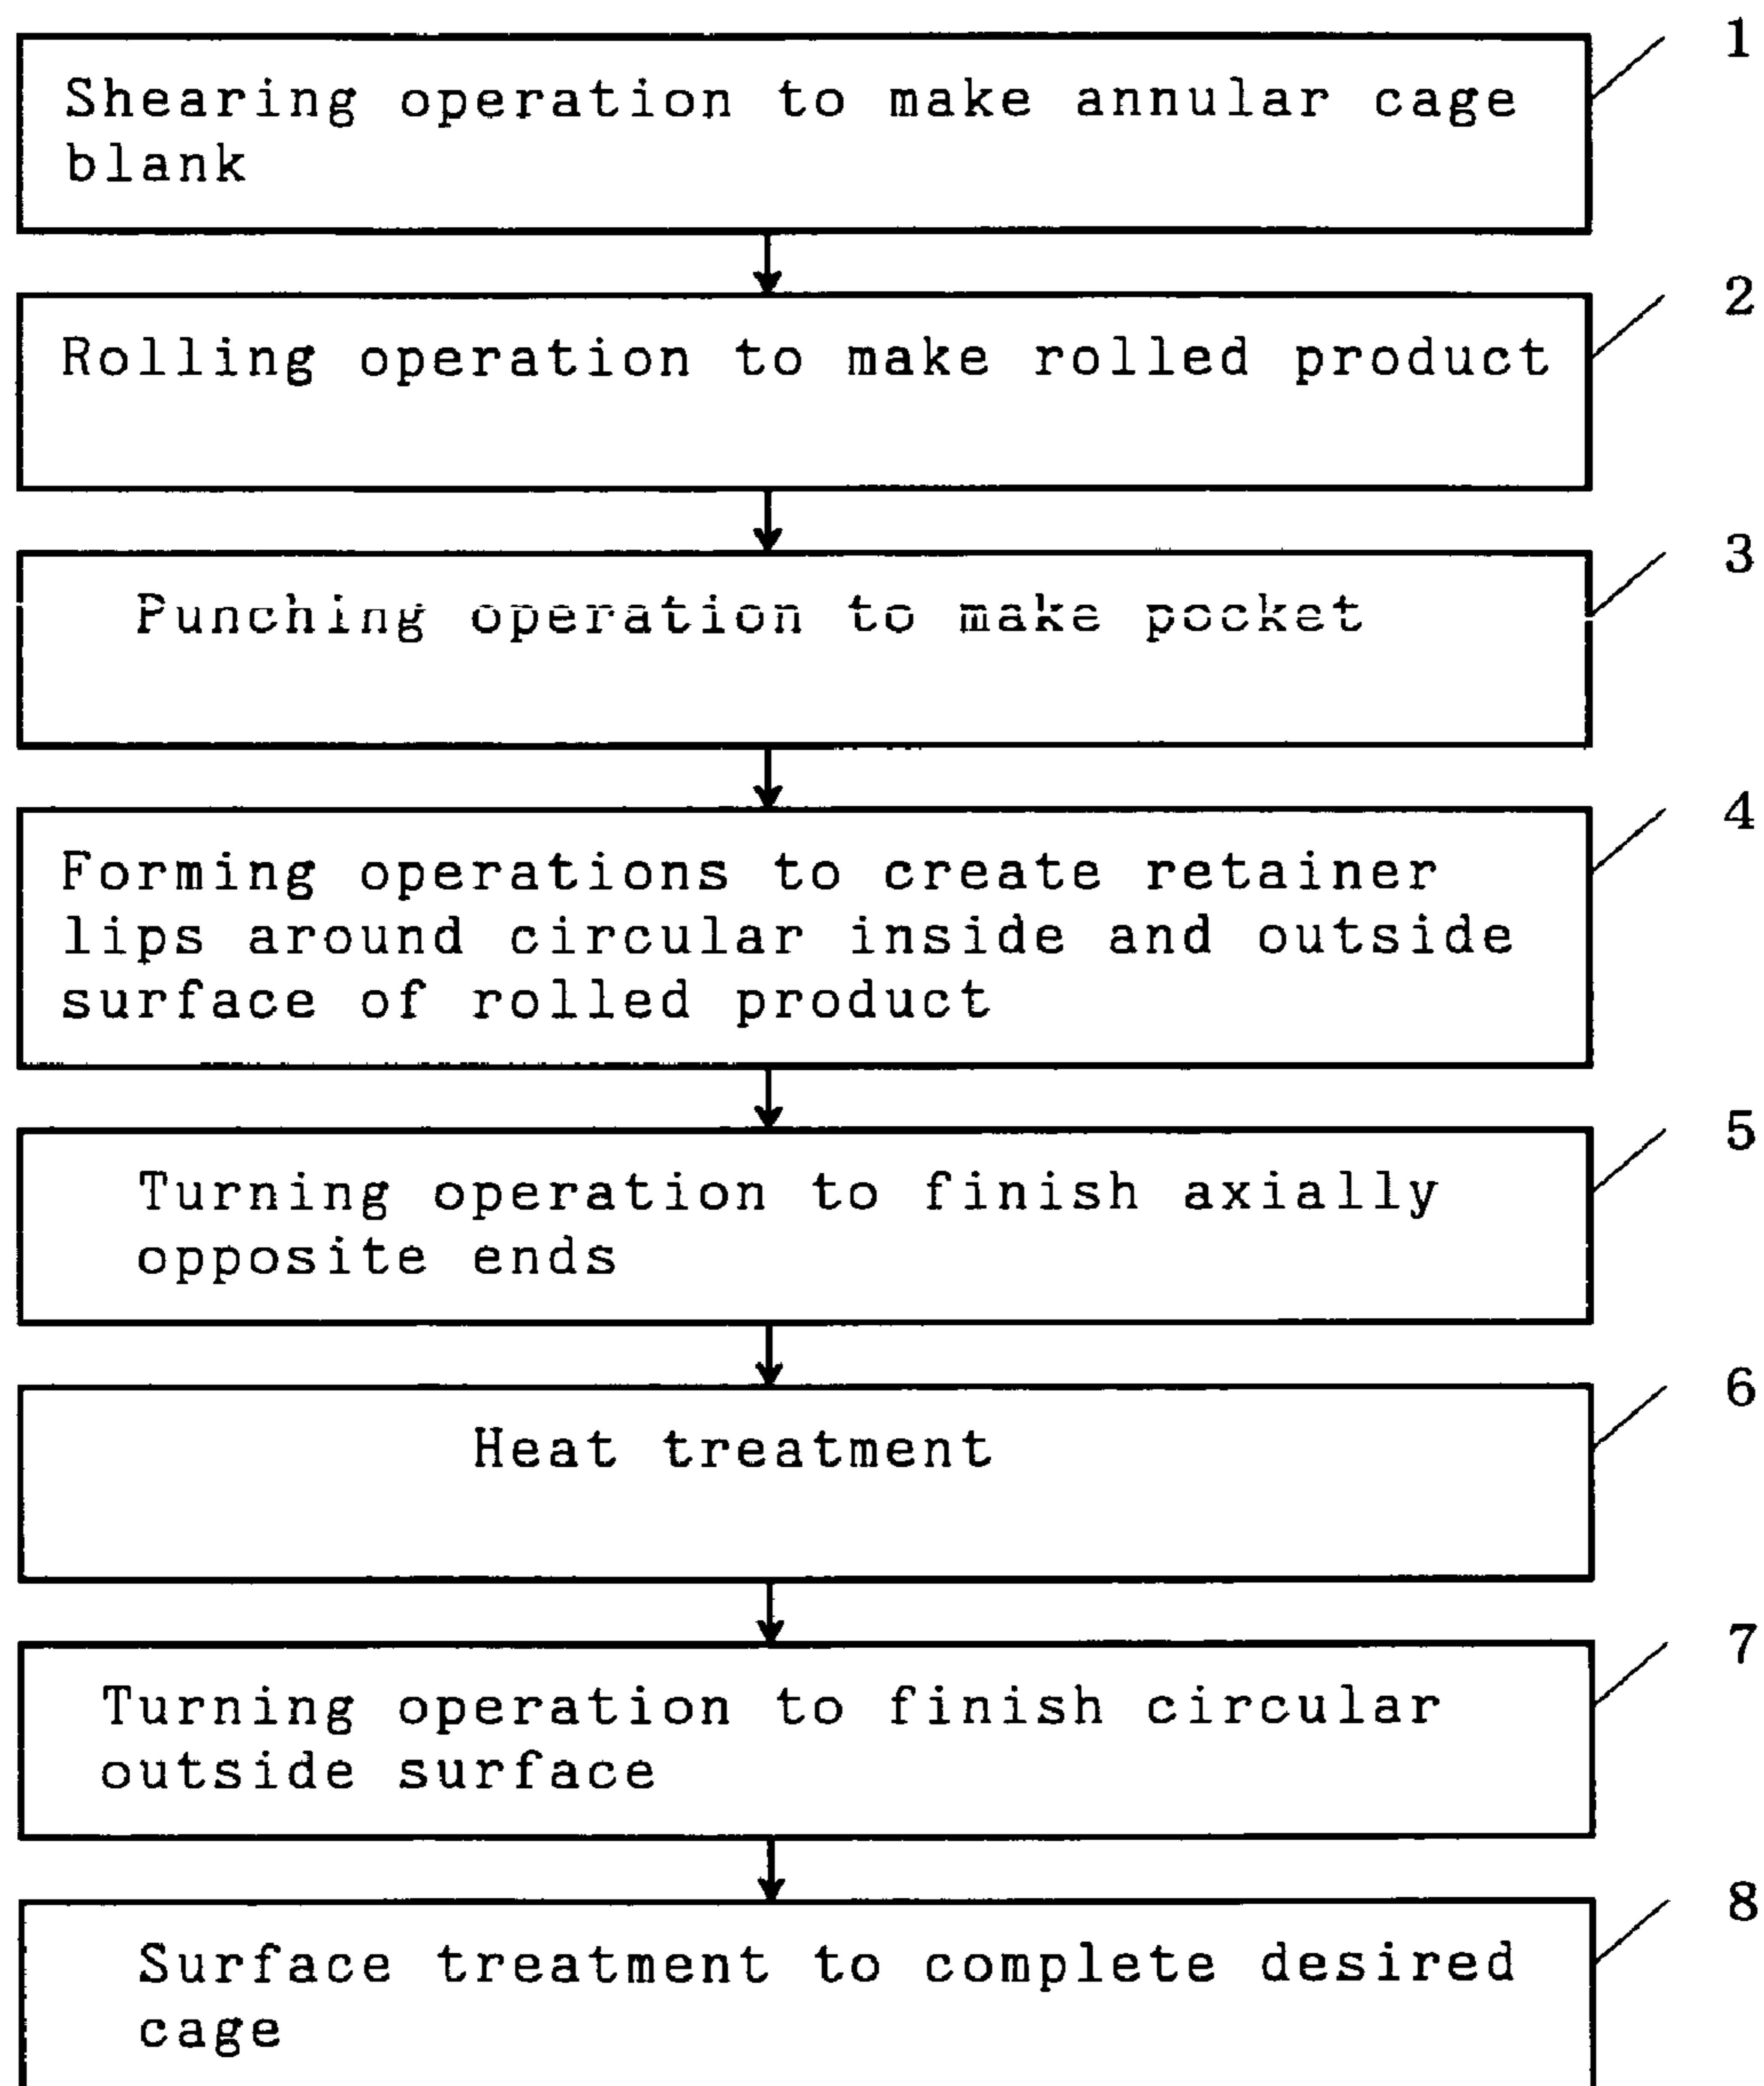 1
Shearing operation to make annular cage
blank
2
Rolling operation to make rolled product
3
Punching operation to make pocket
4
Forming operations to create retainer
lips around circular inside and outside
surface of rolled product
5
Turning operation to finish axially
opposite ends
6
Heat treatment
7
Turning operation to finish circular
outside surface
8
Surface treatment to complete desired
cage